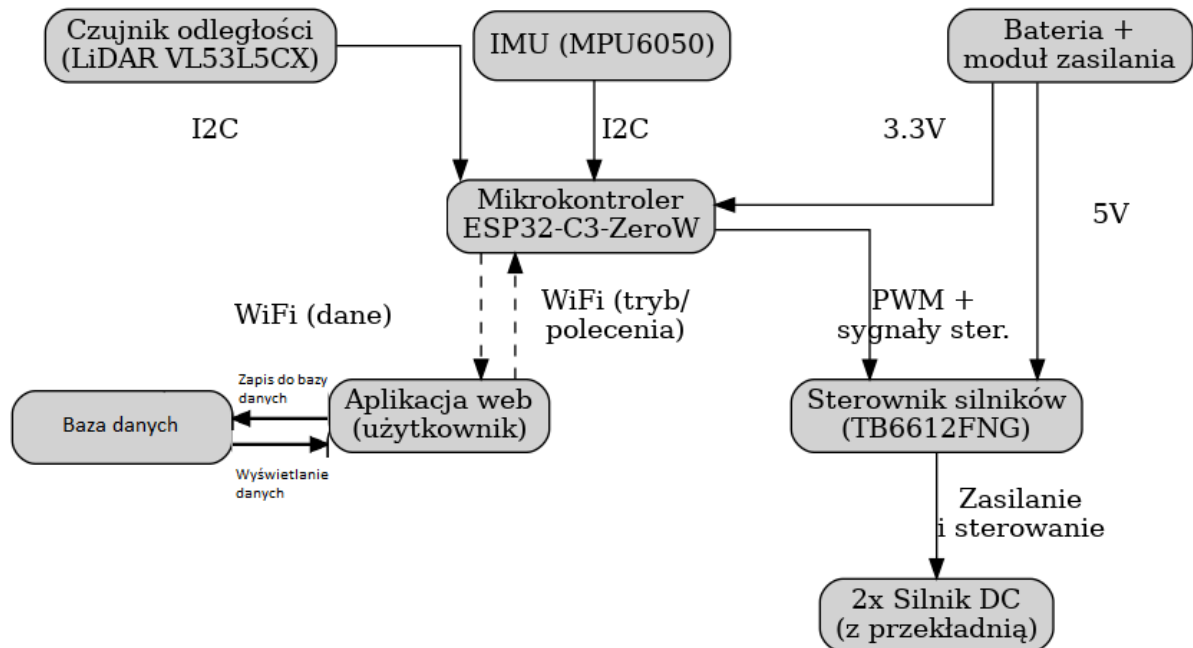 Czujnik odległości
(LiDAR VL53L5CX)
IMU (MPU6050)
Bateria +
moduł zasilania
I2C
I2C
3.3V
Mikrokontroler
ESP32-C3-ZeroW
5V
WiFi (dane)
WiFi (tryb/
polecenia)
PWM +
sygnały ster.
Zapis do bazy
danych
Baza danych
Aplikacja web
(użytkownik)
Sterownik silników
(TB6612FNG)
Wyświetlanie
danych
Zasilanie
i sterowanie
2x Silnik DC
(z przekładnią)